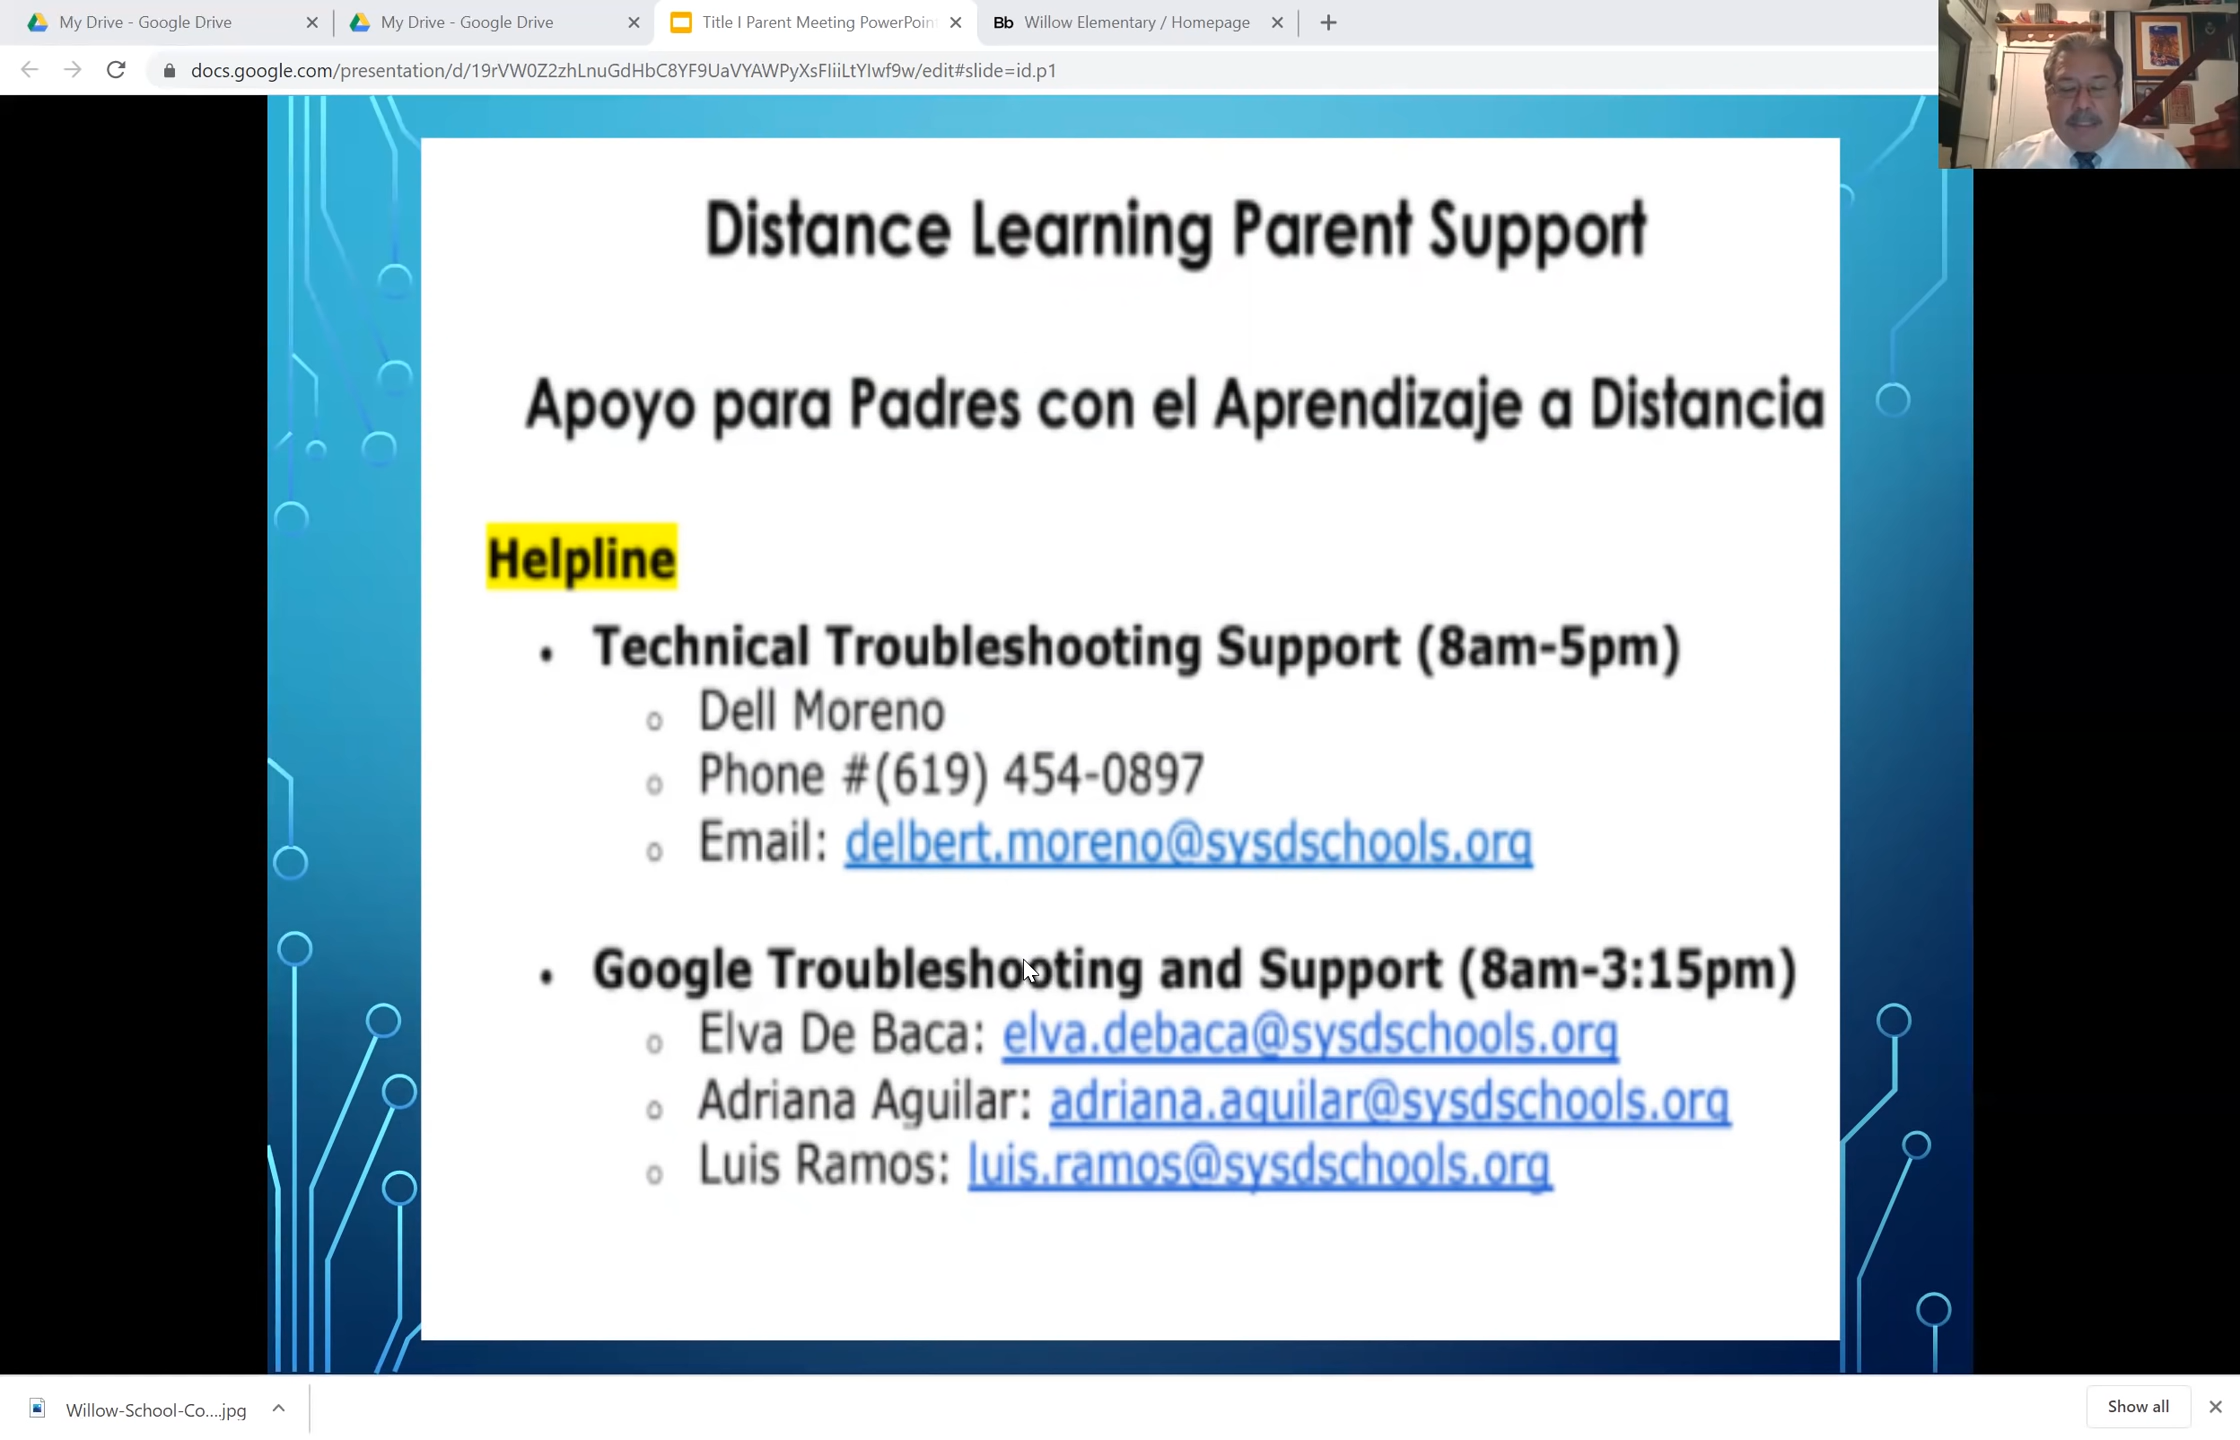 My Drive - Google Drive
My Drive - Google Drive
Title I Parent Meeting PowerPoin
Bb Willow Elementary / Homepage
docs.google.com/presentation/d/19rVW0Z2zhLnuGdHbC8YF9UaVYAWPyXsFIiiLtYIwf9w/edit#slide=id.p1
Distance Learning Parent Support
Apoyo para Padres con el Aprendizaje a Distancia
Helpline
• Technical Troubleshooting Support (8am-5pm)
o Dell Moreno
o Phone #(619) 454-0897
o Email: delbert.moreno@sysdschools.org
• Google Troubleshooting and Support (8am-3:15pm)
o Elva De Baca: elva.debaca@sysdschools.org
o Adriana Aguilar: adriana.aguilar@sysdschools.org
o Luis Ramos: luis.ramos@sysdschools.org
Willow-School-Co....jpg
Show all